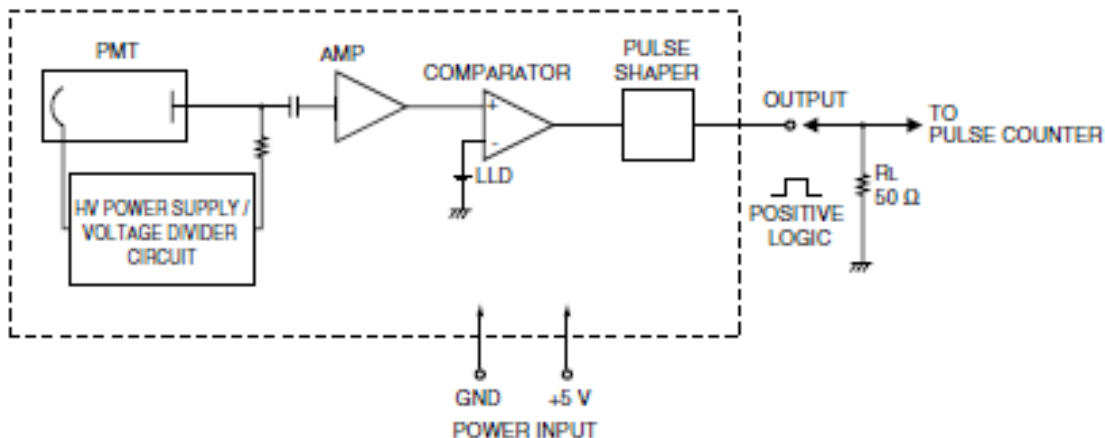 PMT
AMP
COMPARATOR
PULSE
SHAPER
OUTPUT
TO
PULSE COUNTER
+
-
LLD
HV POWER SUPPLY /
VOLTAGE DIVIDER
CIRCUIT
RL
50 Ω
POSITIVE
LOGIC
GND
+5 V
POWER INPUT